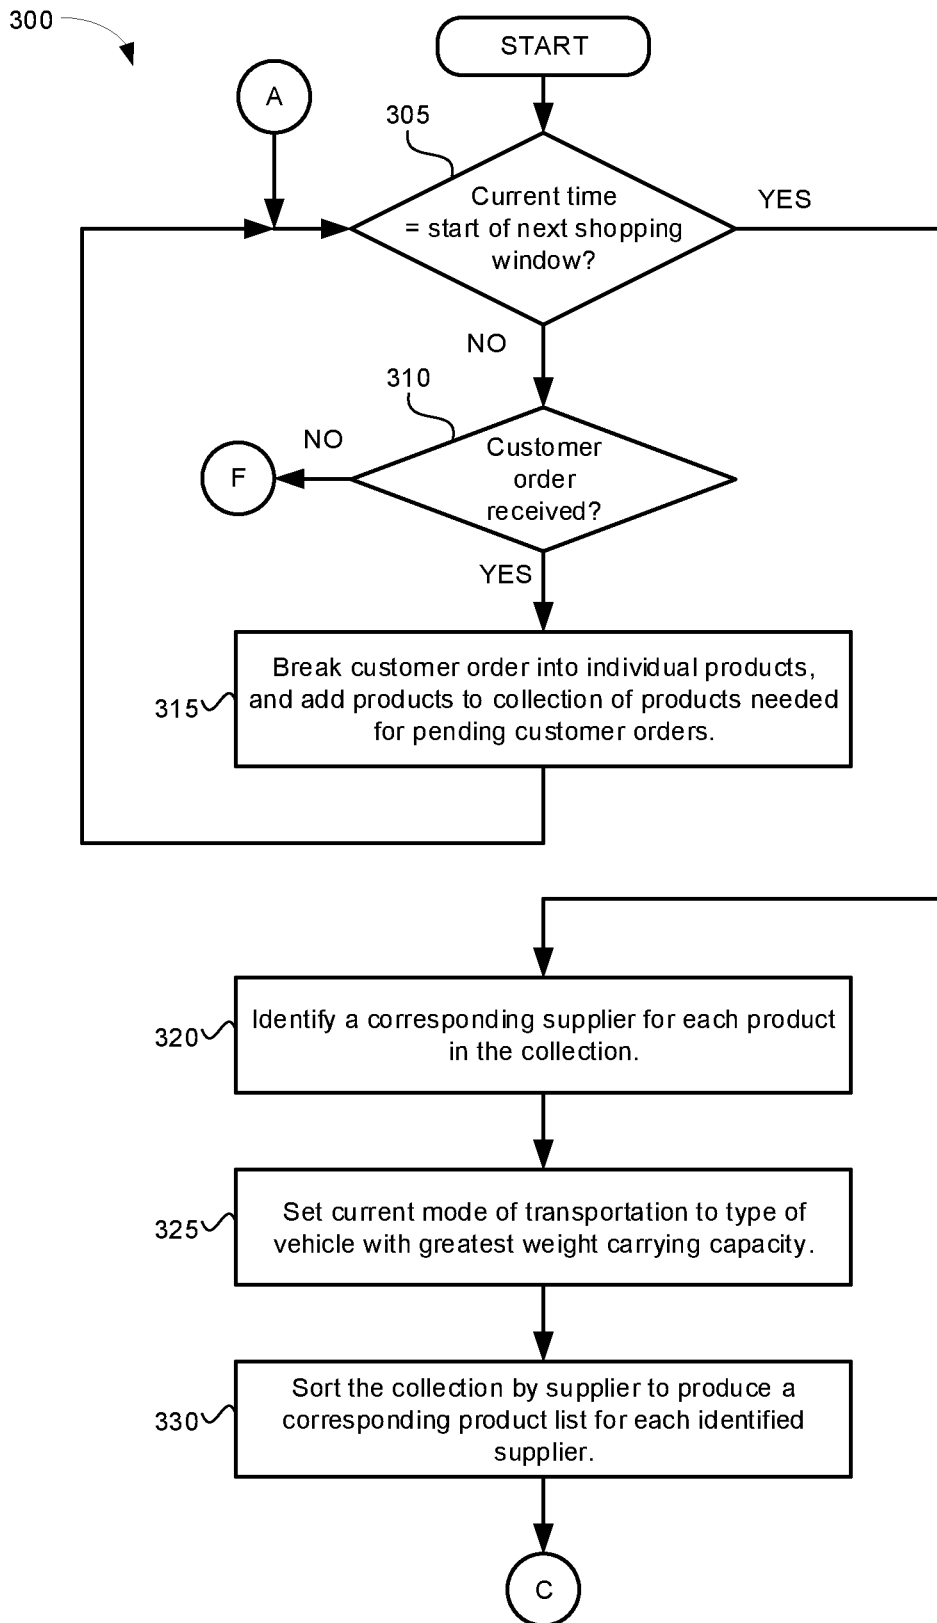 300
START
A
305
Current time
= start of next shopping
window?
YES
NO
310
Customer
order
received?
NO
F
YES
315
Break customer order into individual products,
and add products to collection of products needed
for pending customer orders.
320
Identify a corresponding supplier for each product
in the collection.
325
Set current mode of transportation to type of
vehicle with greatest weight carrying capacity.
330
Sort the collection by supplier to produce a
corresponding product list for each identified
supplier.
C